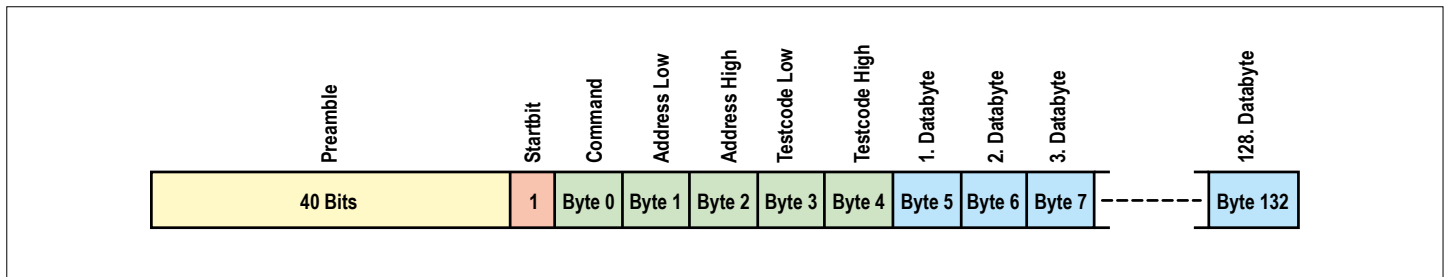 Preamble
Startbit
Command
Address Low
Address High
Testcode Low
Testcode High
1. Databyte
2. Databyte
3. Databyte
128. Databyte
40 Bits
1
Byte 0
Byte 1
Byte 2
Byte 3
Byte 4
Byte 5
Byte 6
Byte 7
Byte 132